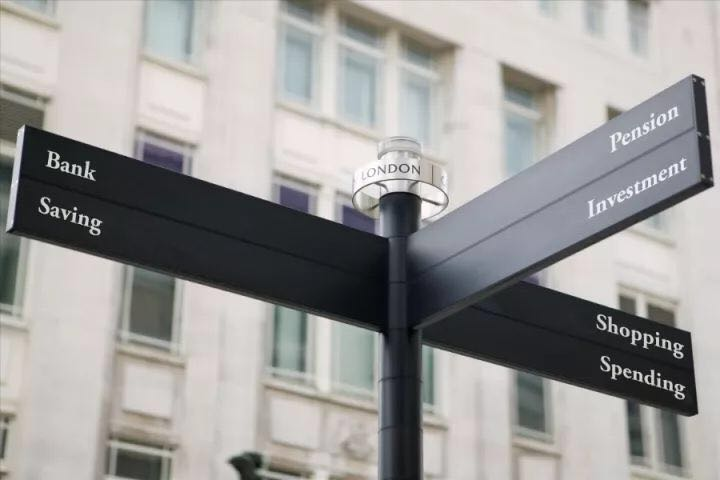 LONDON
Bank
Saving
Pension
Investment
Shopping
Spending